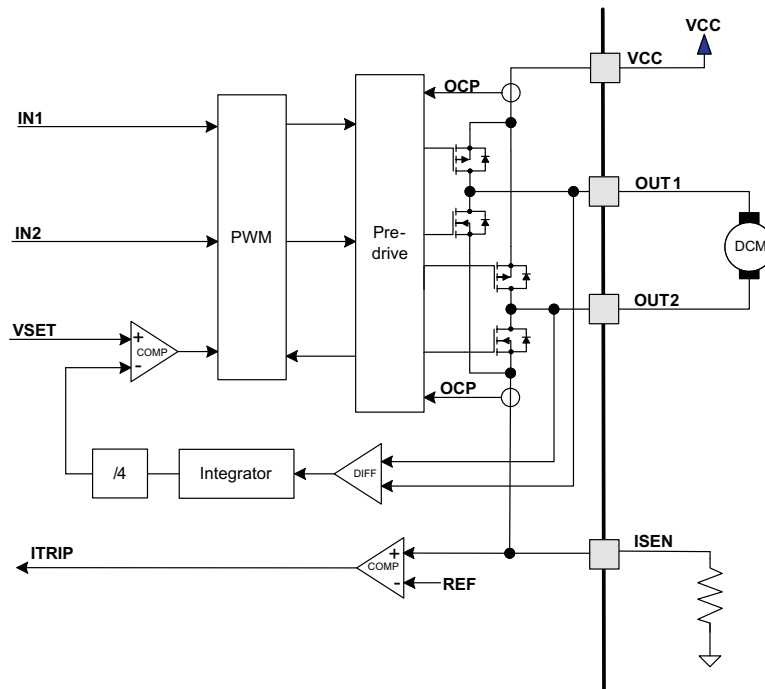 VCC
VCC
OCP
IN1
OUT1
Pre-
drive
IN2
PWM
DCM
OUT2
VSET
+
COMP
-
OCP
/4
Integrator
DIFF
ISEN
ITRIP
+
COMP
-
REF